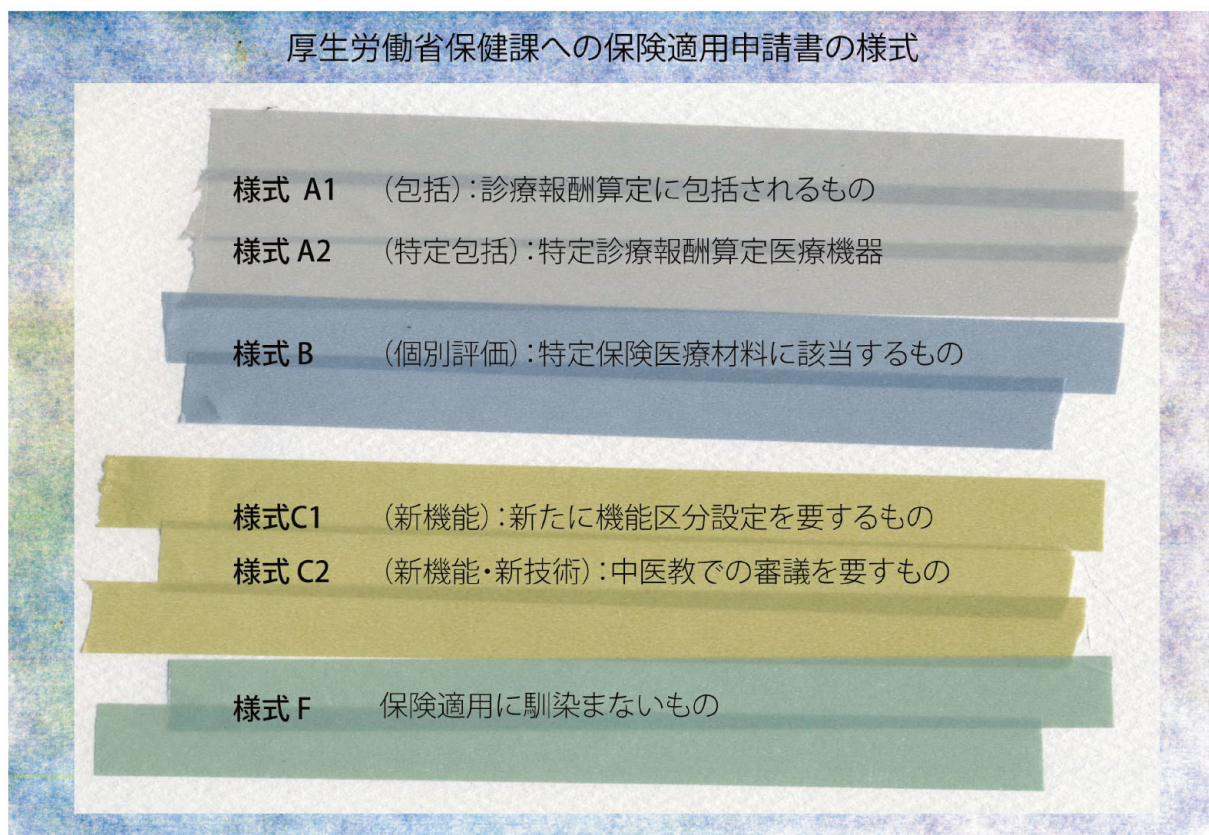 厚生労働省保健課への保険適用申請書の様式
様式 A1 (包括):診療報酬算定に包括されるもの
様式 A2 (特定包括):特定診療報酬算定医療機器
様式 B (個別評価):特定保険医療材料に該当するもの
様式C1 (新機能):新たに機能区分設定を要するもの
様式 C2 (新機能・新技術):中医教での審議を要すもの
様式 F 保険適用に馴染まないもの